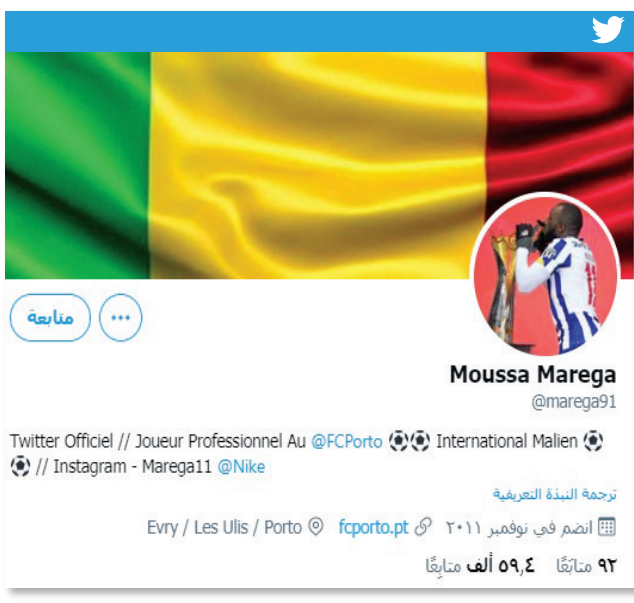 متابعة
Moussa Marega
@marega91
Twitter Officiel // Joueur Professionnel Au @FCPorto ⚽⚽ International Malien ⚽
⚽ // Instagram - Marega11 @Nike
ترجمة النبذة التعريفية
انضم في نوفمبر ٢٠١١ fcporto.pt Evry / Les Ulis / Porto
٩٢ متابَعًا ٥٩,٤ ألف متابِعًا